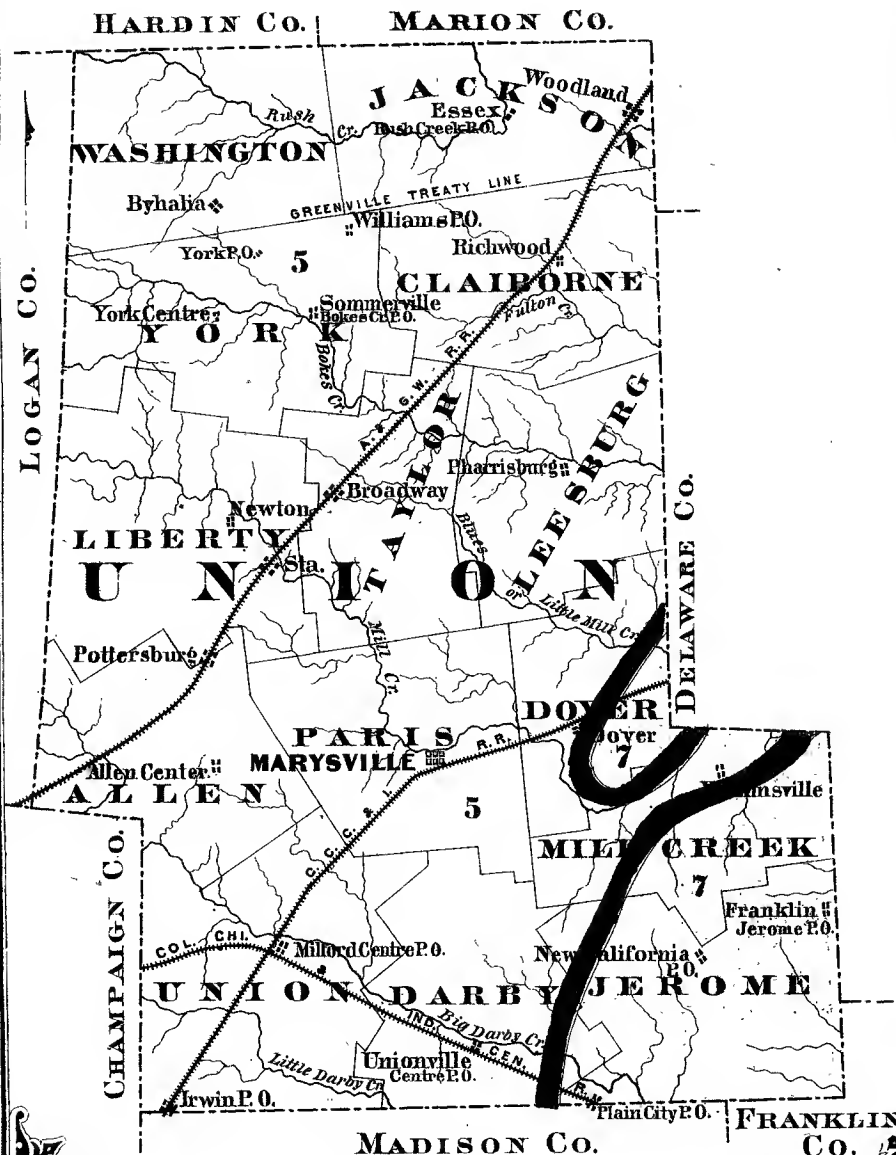 HARDIN CO.
MARION CO.
JACKSON
Woodland
Essex
Rush Creek P.O.
Rush Cr.
WASHINGTON
Byhalia
GREENVILLE TREATY LINE
Williams P.O.
York P.O.
5
Richwood
CLAIBORNE
LOGAN CO.
York Centre
Sommerville
Bokes Cr. P.O.
YORK
Fulton Cr.
Bokes Cr.
A. & G. W. R. R.
TAYLOR
LEESBURG
Pharrisburg
Broadway
Newton
LIBERTY
Sta.
UNION
Blues or Little Mill Cr.
DELAWARE CO.
Mill Cr.
Pottersburg
DOVER
Dover
7
PARIS
MARYSVILLE
R. R.
Allen Center
ALLEN
C. C. C. & I.
5
MILL CREEK
7
CHAMPAIGN CO.
Franklin
Jerome P.O.
COL. CHI. & IND. CEN. R.
Milford Centre P.O.
New California
P.O.
UNION
DARBY
JEROME
Big Darby Cr.
Unionville
Centre P.O.
Little Darby Cr.
Irwin P.O.
Plain City P.O.
MADISON CO.
FRANKLIN
CO.